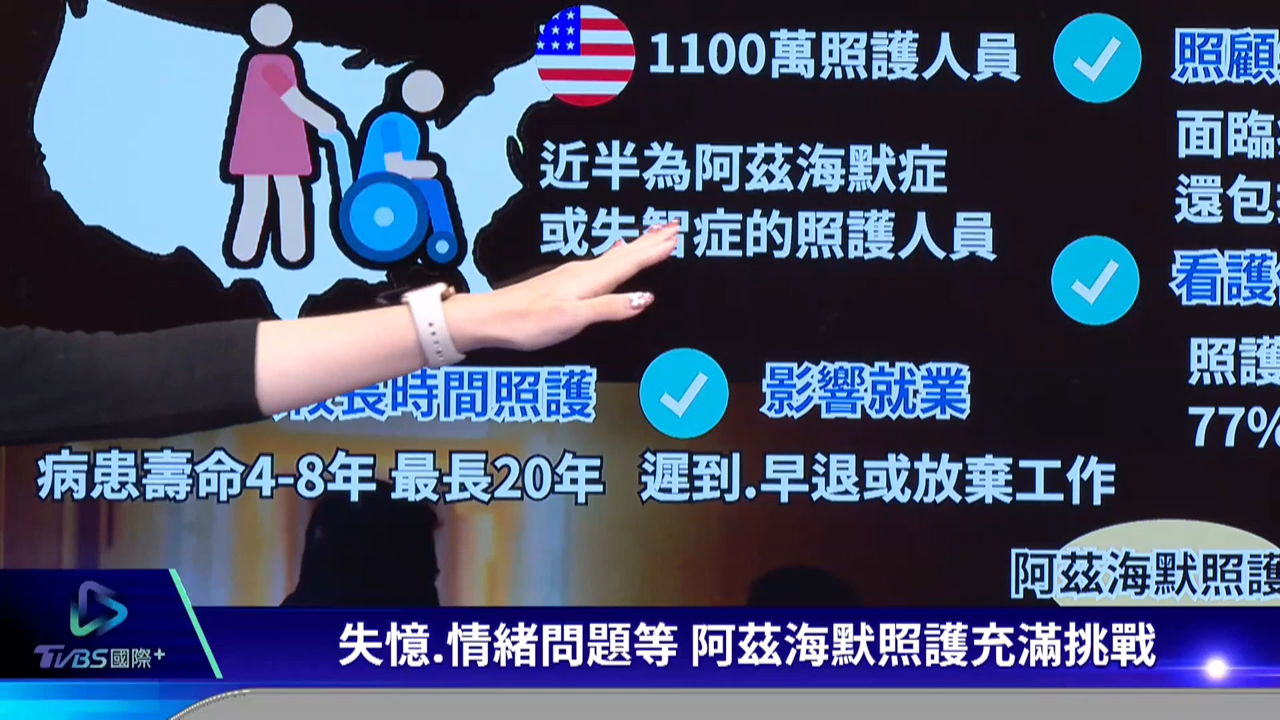 1100萬照護人員
近半為阿茲海默症
或失智症的照護人員
長時間照護
病患壽命4-8年 最長20年
影響就業
遲到.早退或放棄工作
照顧
面臨
還包
看護
照護
77%
阿茲海默照護
失憶.情緒問題等 阿茲海默照護充滿挑戰
TVBS國際+